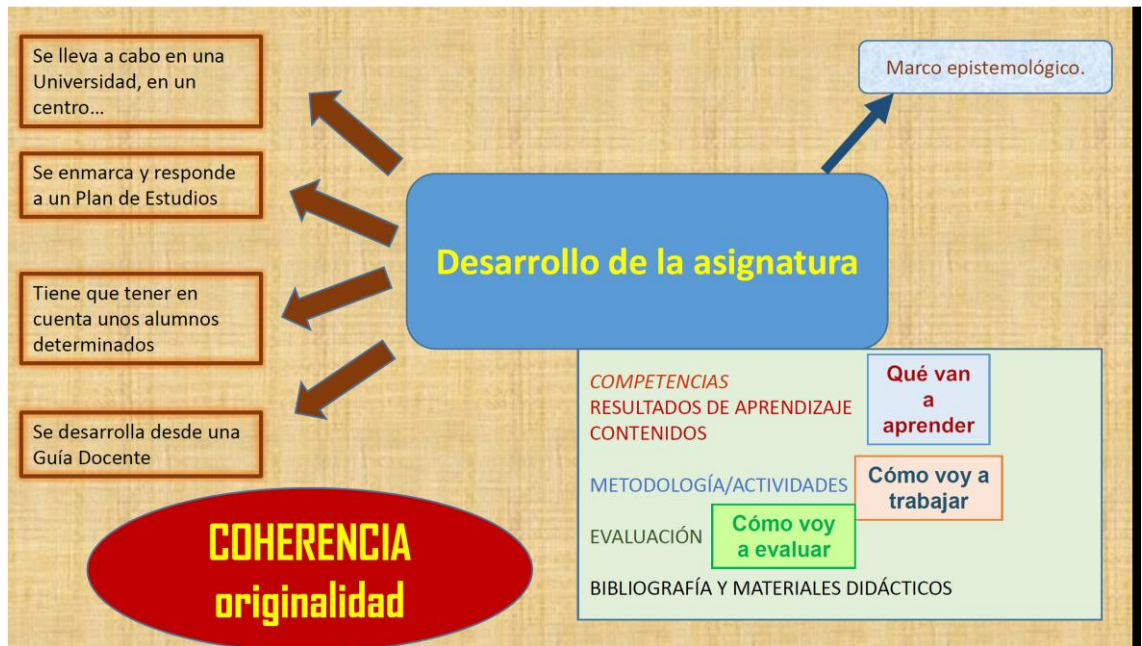 Se lleva a cabo en una
Universidad, en un
centro...
Se enmarca y responde
a un Plan de Estudios
Tiene que tener en
cuenta unos alumnos
determinados
Se desarrolla desde una
Guía Docente
COHERENCIA
originalidad
Marco epistemológico.
Desarrollo de la asignatura
COMPETENCIAS
RESULTADOS DE APRENDIZAJE
CONTENIDOS
Qué van
a
aprender
METODOLOGÍA/ACTIVIDADES
Cómo voy a
trabajar
EVALUACIÓN
Cómo voy
a evaluar
BIBLIOGRAFÍA Y MATERIALES DIDÁCTICOS